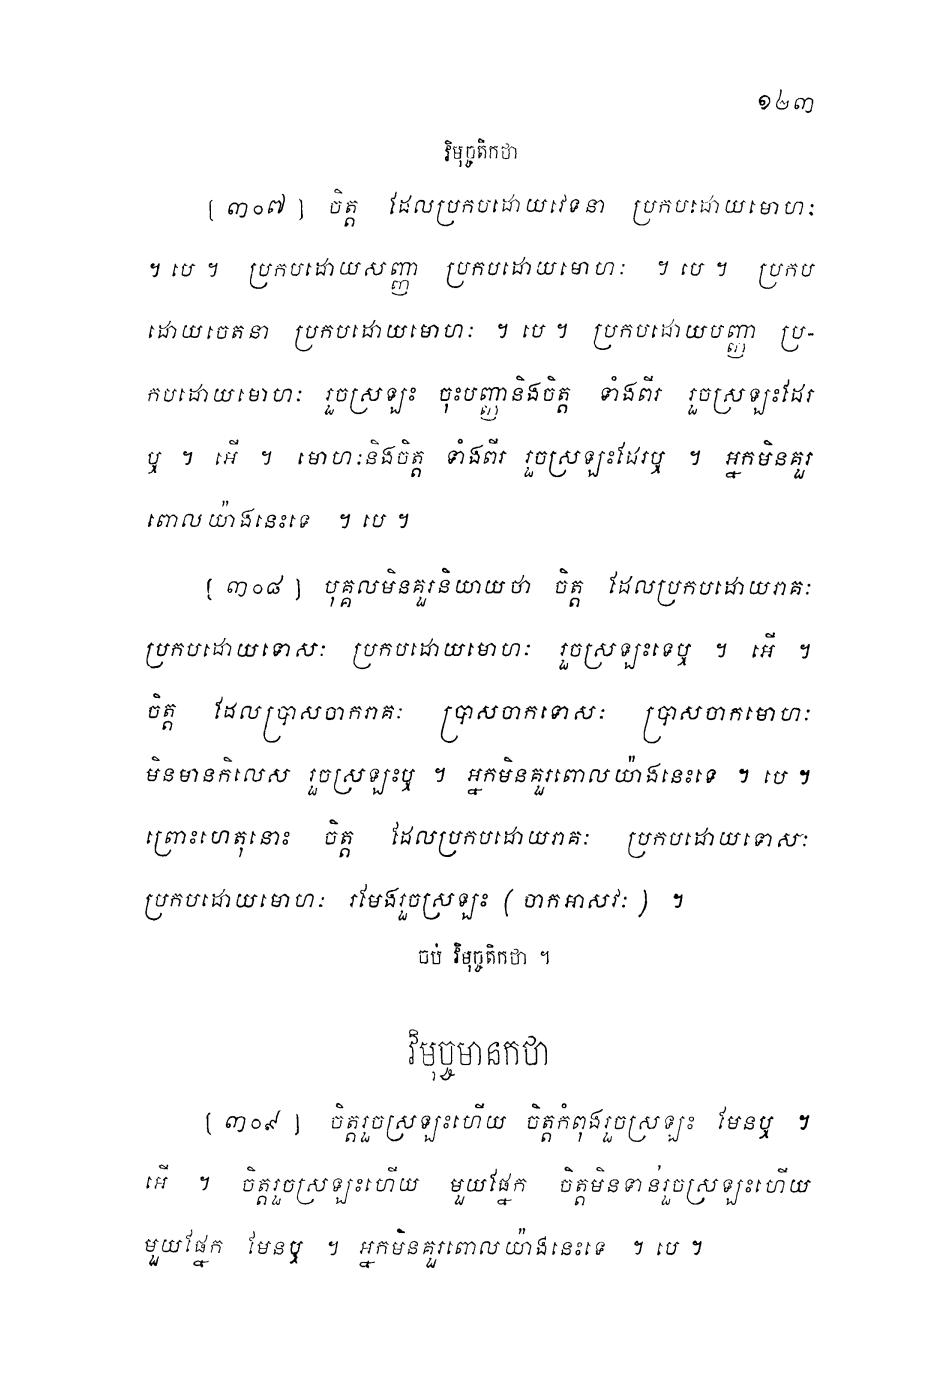 ១៤៣
វិមុច្ចតិកថា
[ ៣០៧ ] ចិត្ត ដែលប្រកបដោយវេទនា ប្រកបដោយមោហៈ
។ បេ ។ ប្រកបដោយសញ្ញា ប្រកបដោយមោហៈ ។ បេ ។ ប្រកប
ដោយចេតនា ប្រកបដោយមោហៈ ។ បេ ។ ប្រកបដោយបញ្ញា ប្រ-
កបដោយមោហៈ រួចស្រឡះ ចុះបញ្ញានិងចិត្ត ទាំងពីរ រួចស្រឡះដែរ
ឬ ។ អើ ។ មោហៈនិងចិត្ត ទាំងពីរ រួចស្រឡះដែរឬ ។ អ្នកមិនគួរ
ពោលយ៉ាងនេះទេ ។ បេ ។
[ ៣០៨ ] បុគ្គលមិនគួរនិយាយថា ចិត្ត ដែលប្រកបដោយរាគៈ
ប្រកបដោយទោសៈ ប្រកបដោយមោហៈ រួចស្រឡះទេឬ ។ អើ ។
ចិត្ត ដែលប្រាសចាករាគៈ ប្រាសចាកទោសៈ ប្រាសចាកមោហៈ
មិនមានកិលេស រួចស្រឡះឬ ។ អ្នកមិនគួរពោលយ៉ាងនេះទេ ។ បេ ។
ព្រោះហេតុនោះ ចិត្ត ដែលប្រកបដោយរាគៈ ប្រកបដោយទោសៈ
ប្រកបដោយមោហៈ រមែងរួចស្រឡះ ( ចាកអាសវៈ ) ។
ចប់ វិមុច្ចតិកថា ។
វិមុច្ចមានកថា
[ ៣០៩ ] ចិត្តរួចស្រឡះហើយ ចិត្តកំពុងរួចស្រឡះ មែនឬ ។
អើ ។ ចិត្តរួចស្រឡះហើយ មួយផ្នែក ចិត្តមិនទាន់រួចស្រឡះហើយ
មួយផ្នែក មែនឬ ។ អ្នកមិនគួរពោលយ៉ាងនេះទេ ។ បេ ។